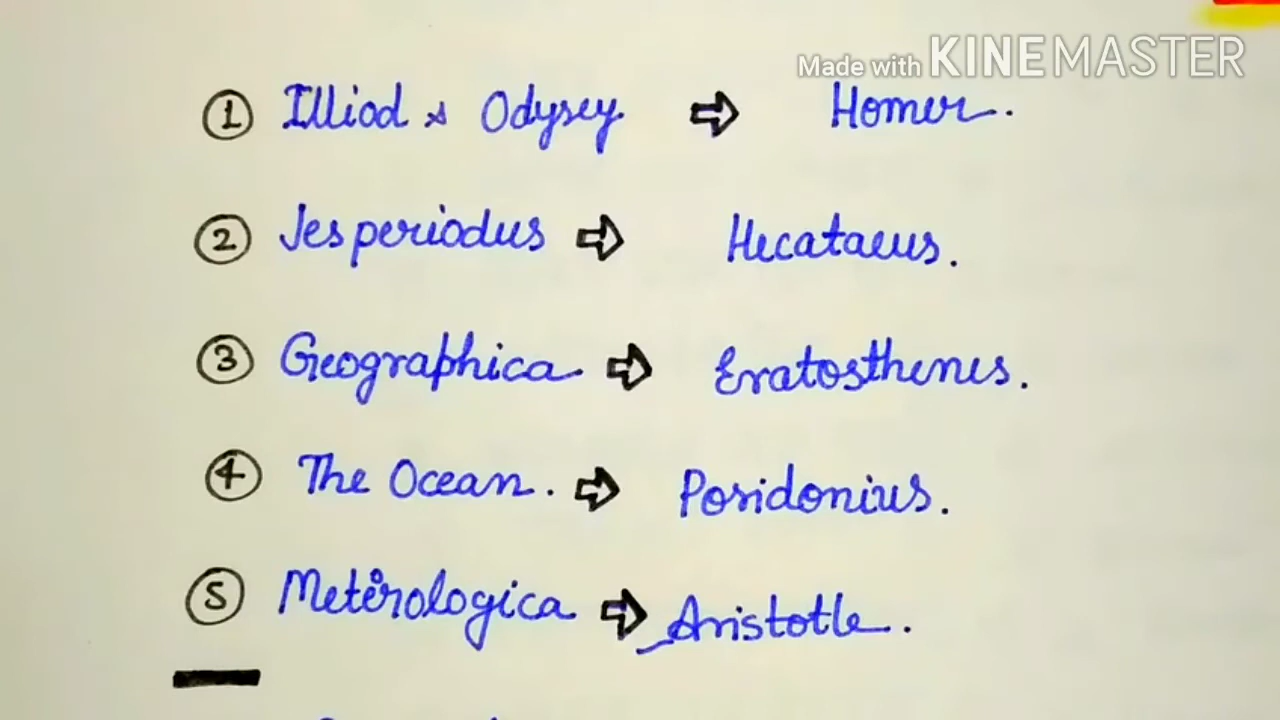 Made with KINEMASTER
① Illiod & Odysey ⇨ Homer.
② Jesperiodus ⇨ Hecataeus.
③ Geographica ⇨ Eratosthenes.
④ The Ocean. ⇨ Posidonius.
⑤ Meterologica ⇨ Aristotle.